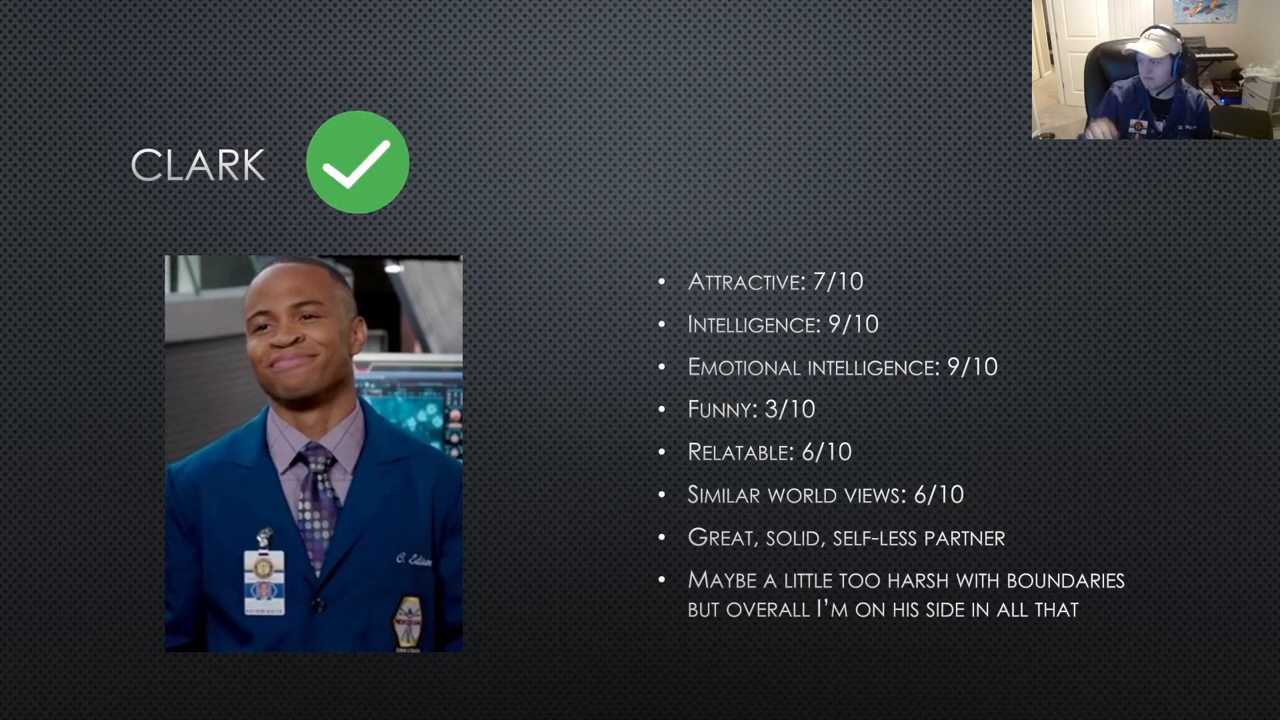 CLARK
ATTRACTIVE: 7/10
INTELLIGENCE: 9/10
EMOTIONAL INTELLIGENCE: 9/10
FUNNY: 3/10
RELATABLE: 6/10
SIMILAR WORLD VIEWS: 6/10
GREAT, SOLID, SELF-LESS PARTNER
MAYBE A LITTLE TOO HARSH WITH BOUNDARIES
BUT OVERALL I'M ON HIS SIDE IN ALL THAT